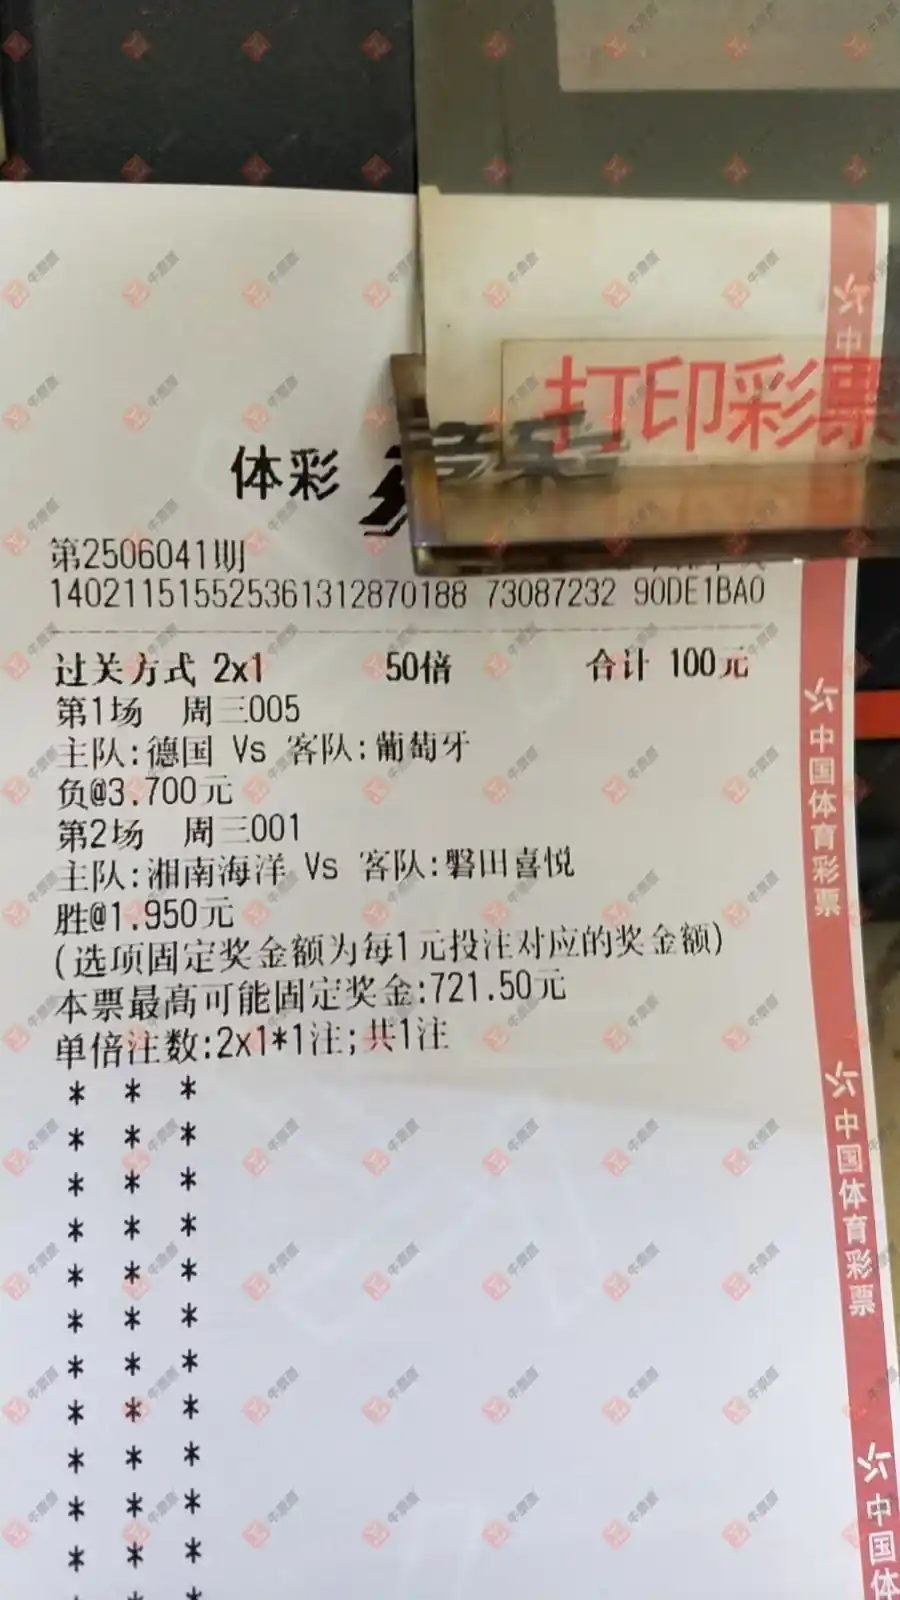 打印彩票
体彩
第2506041期
140211515525361312870188 73087232 90DE1BA0
过关方式 2x1 50倍 合计 100元
第1场 周三005
主队:德国 Vs 客队:葡萄牙
负@3.700元
第2场 周三001
主队:湘南海洋 Vs 客队:磐田喜悦
胜@1.950元
(选项固定奖金额为每1元投注对应的奖金额)
本票最高可能固定奖金:721.50元
单倍注数:2x1*1注;共1注
* * *
* * *
* * *
* * *
* * *
* * *
* * *
* * *
* * *
* * *
* * *
中
中国体育彩票
中国体育彩票
中国体